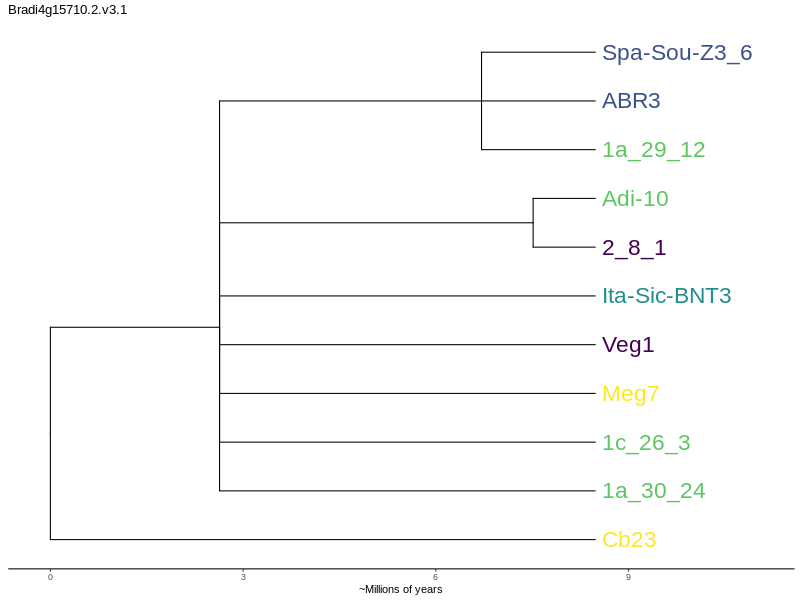 Bradi4g15710.2.v3.1
Spa-Sou-Z3_6
ABR3
1a_29_12
Adi-10
2_8_1
Ita-Sic-BNT3
Veg1
Meg7
1c_26_3
1a_30_24
Cb23
0 3 6 9
~Millions of years